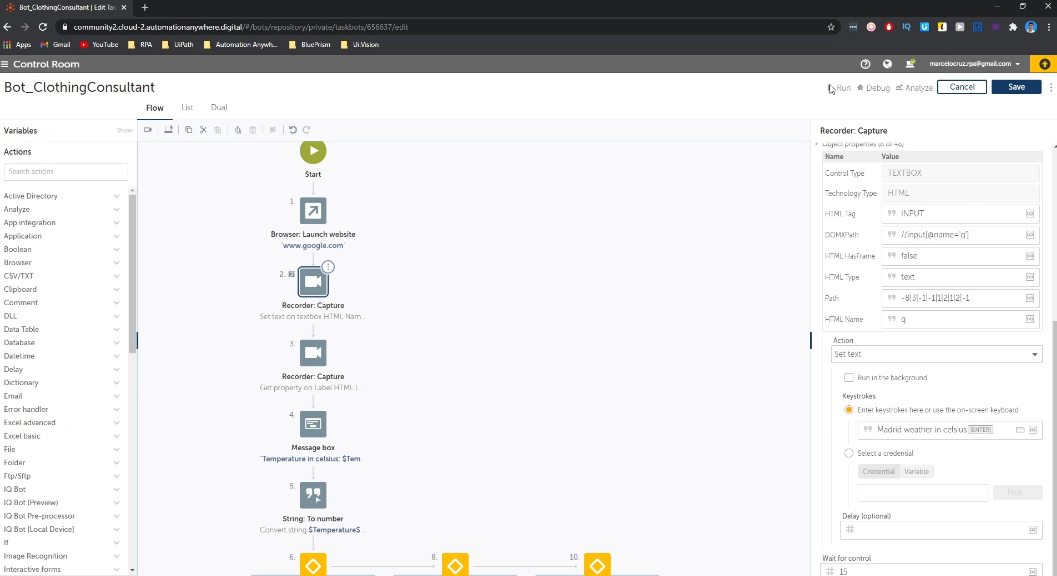 Bot_ClothingConsultant | Edit Tas
community2.cloud-2.automationanywhere.digital/#/bots/repository/private/taskbots/656637/edit
Apps Gmail YouTube RPA UiPath Automation Anywh... BluePrism Ui.Vision
Control Room
marcelocruz.rpa@gmail.com
Bot_ClothingConsultant
Run Debug Analyze Cancel Save
Flow List Dual
Variables Show
Actions
Search actions
Active Directory
Analyze
App integration
Application
Boolean
Browser
CSV/TXT
Clipboard
Comment
DLL
Data Table
Database
Datetime
Delay
Dictionary
Email
Error handler
Excel advanced
Excel basic
File
Folder
Ftp/Sftp
IQ Bot
IQ Bot (Preview)
IQ Bot Pre-processor
IQ Bot [Local Device]
If
Image Recognition
Interactive forms
Start
1.
Browser: Launch website
"www.google.com"
2.
Recorder: Capture
Set text on textbox HTML Nam...
3.
Recorder: Capture
Get property on Label HTML I...
4.
Message box
"Temperature in celsius: $Tem
5.
String: To number
Convert string $Temperature$...
6. 8. 10.
Recorder: Capture
Object properties (8 of 48)
Name Value
Control Type TEXTBOX
Technology Type HTML
HTML Tag INPUT
DOMXPath //input[@name='q']
HTML HasFrame false
HTML Type text
Path -8|3|-1|-1|1|2|1|2|-1
HTML Name q
Action
Set text
Run in the background
Keystrokes
Enter keystrokes here or use the on-screen keyboard
Madrid weather in celsius[ENTER]
Select a credential
Credential Variable
Pick...
Delay (optional)
#
Wait for control
# 15